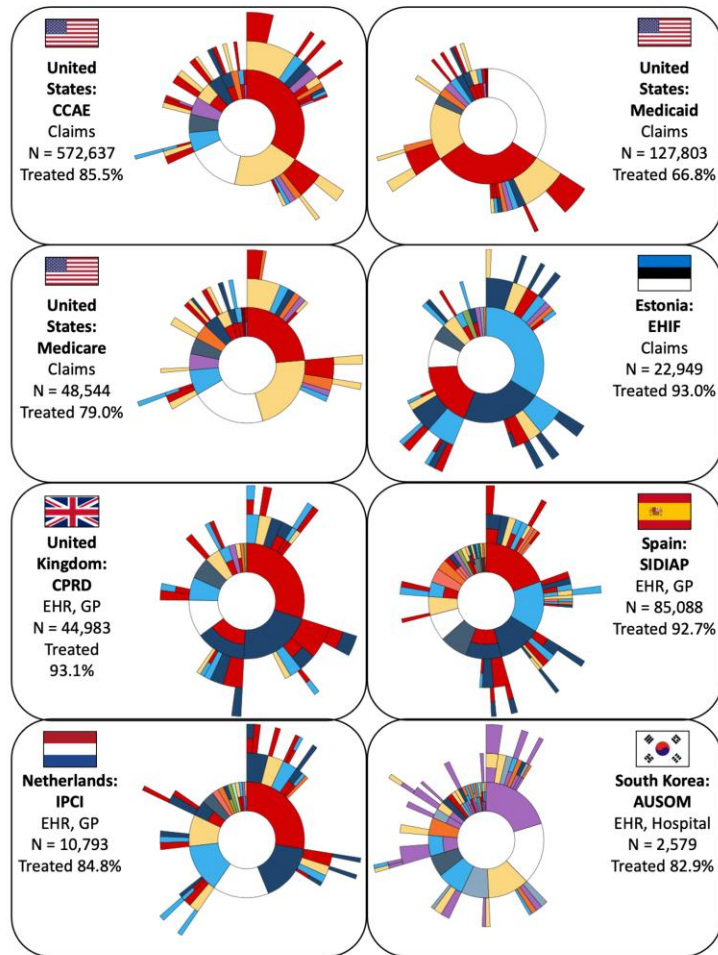 United
States:
CCAE
Claims
N = 572,637
Treated 85.5%
United
States:
Medicaid
Claims
N = 127,803
Treated 66.8%
United
States:
Medicare
Claims
N = 48,544
Treated 79.0%
Estonia:
EHIF
Claims
N = 22,949
Treated 93.0%
United
Kingdom:
CPRD
EHR, GP
N = 44,983
Treated
93.1%
Spain:
SIDIAP
EHR, GP
N = 85,088
Treated 92.7%
Netherlands:
IPCI
EHR, GP
N = 10,793
Treated 84.8%
South Korea:
AUSOM
EHR, Hospital
N = 2,579
Treated 82.9%